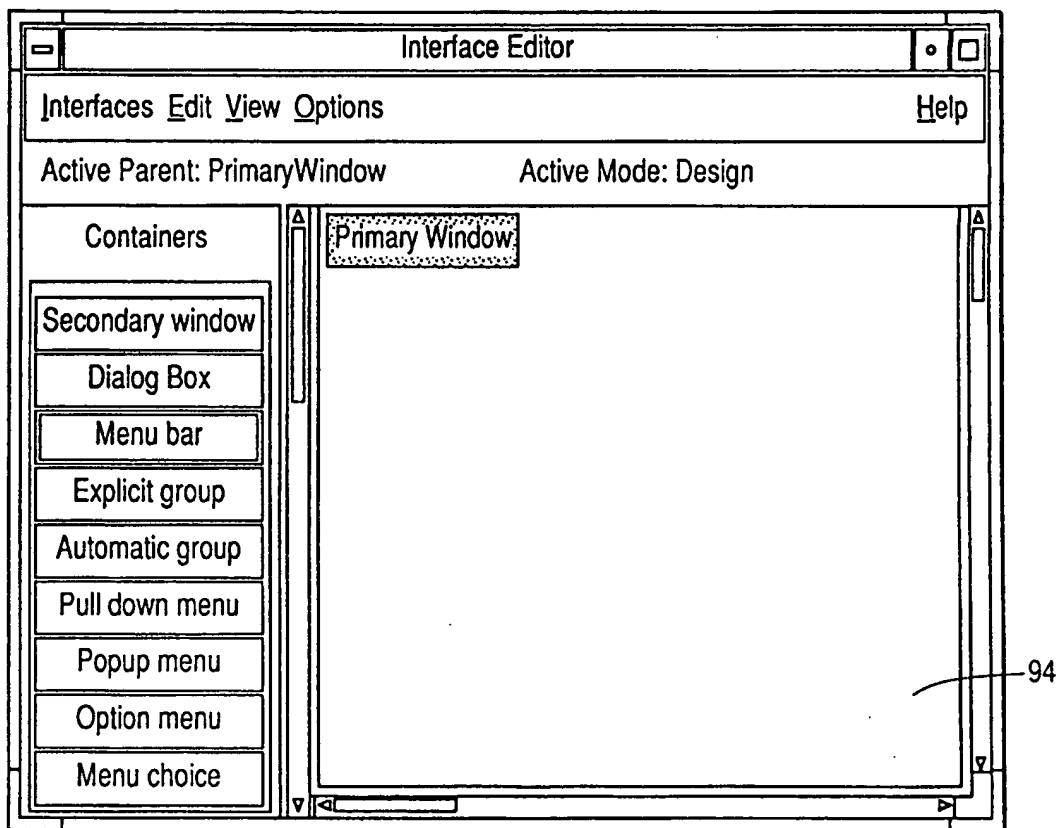 Interface Editor
Interfaces Edit View Options Help
Active Parent: PrimaryWindow Active Mode: Design
Containers
Primary Window
Secondary window
Dialog Box
Menu bar
Explicit group
Automatic group
Pull down menu
Popup menu
Option menu
Menu choice
94